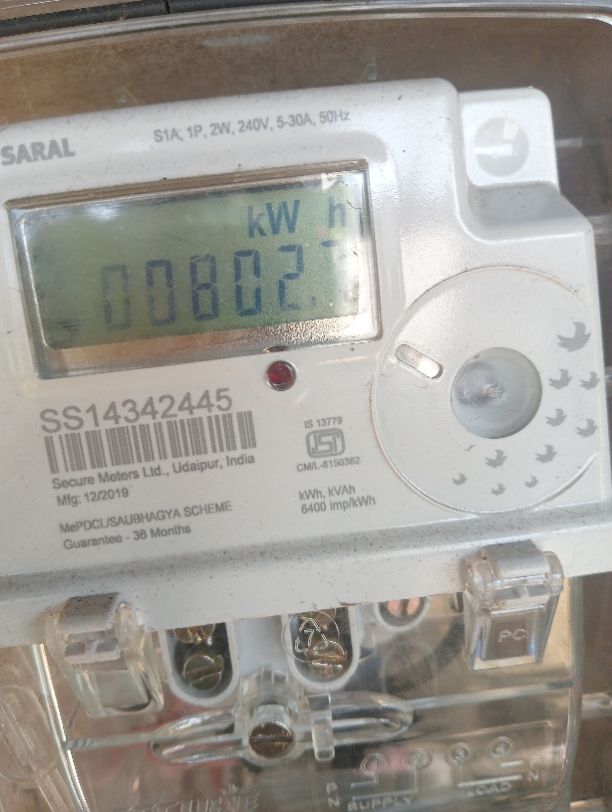 SARAL
S1A, 1P, 2W, 240V, 5-30A, 50Hz
kW h
00802.
SS14342445
Secure Meters Ltd., Udaipur, India
Mfg: 12/2019
MePDCL/SAUBHAGYA SCHEME
Guarantee - 36 Months
IS 13779
CM/L-8150362
kWh, kVAh
6400 imp/kWh
PC
P N SUPPLY LOAD N